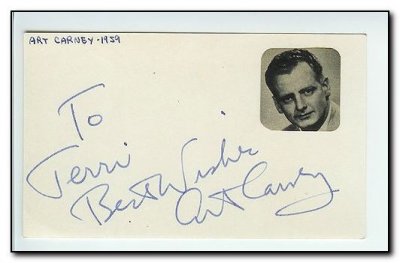 ART CARNEY - 1959
To
Terri
Best Wishes
Art Carney